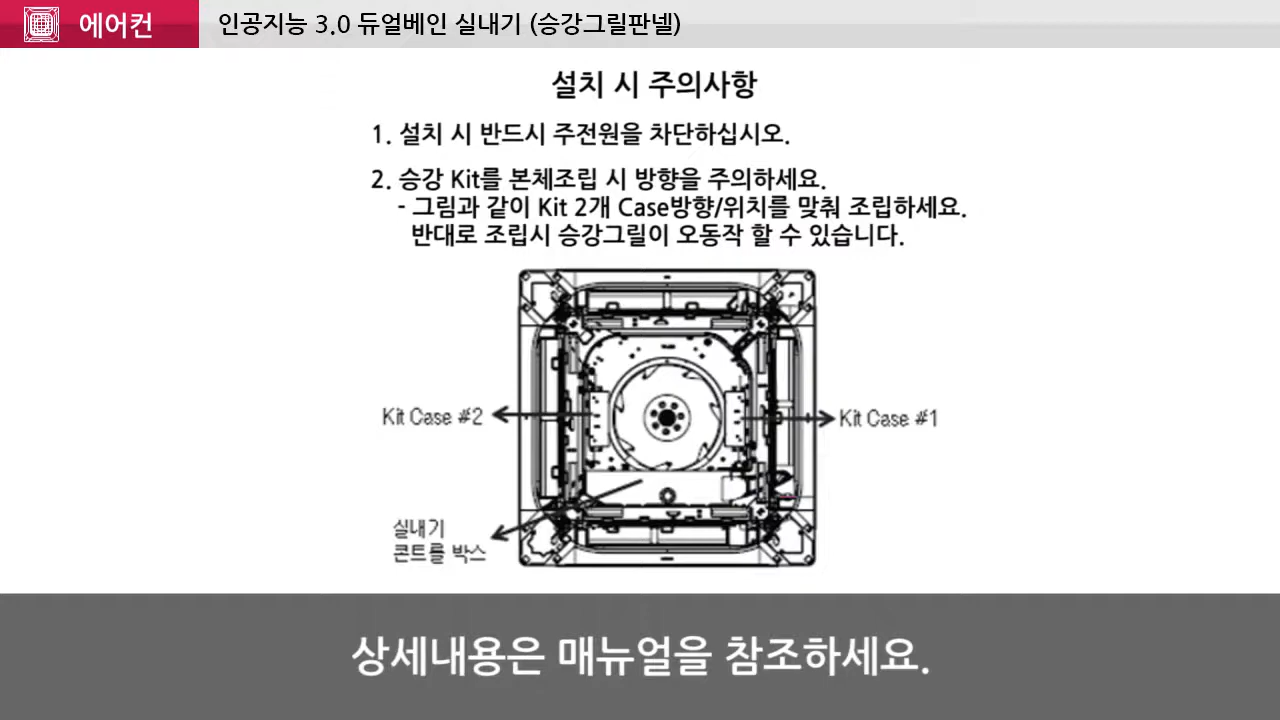 에어컨
인공지능 3.0 듀얼베인 실내기 (승강그릴판넬)
설치 시 주의사항
1. 설치 시 반드시 주전원을 차단하십시오.
2. 승강 Kit를 본체조립 시 방향을 주의하세요.
- 그림과 같이 Kit 2개 Case방향/위치를 맞춰 조립하세요.
반대로 조립시 승강그릴이 오동작 할 수 있습니다.
Kit Case #2
Kit Case #1
실내기
콘트롤 박스
상세내용은 매뉴얼을 참조하세요.